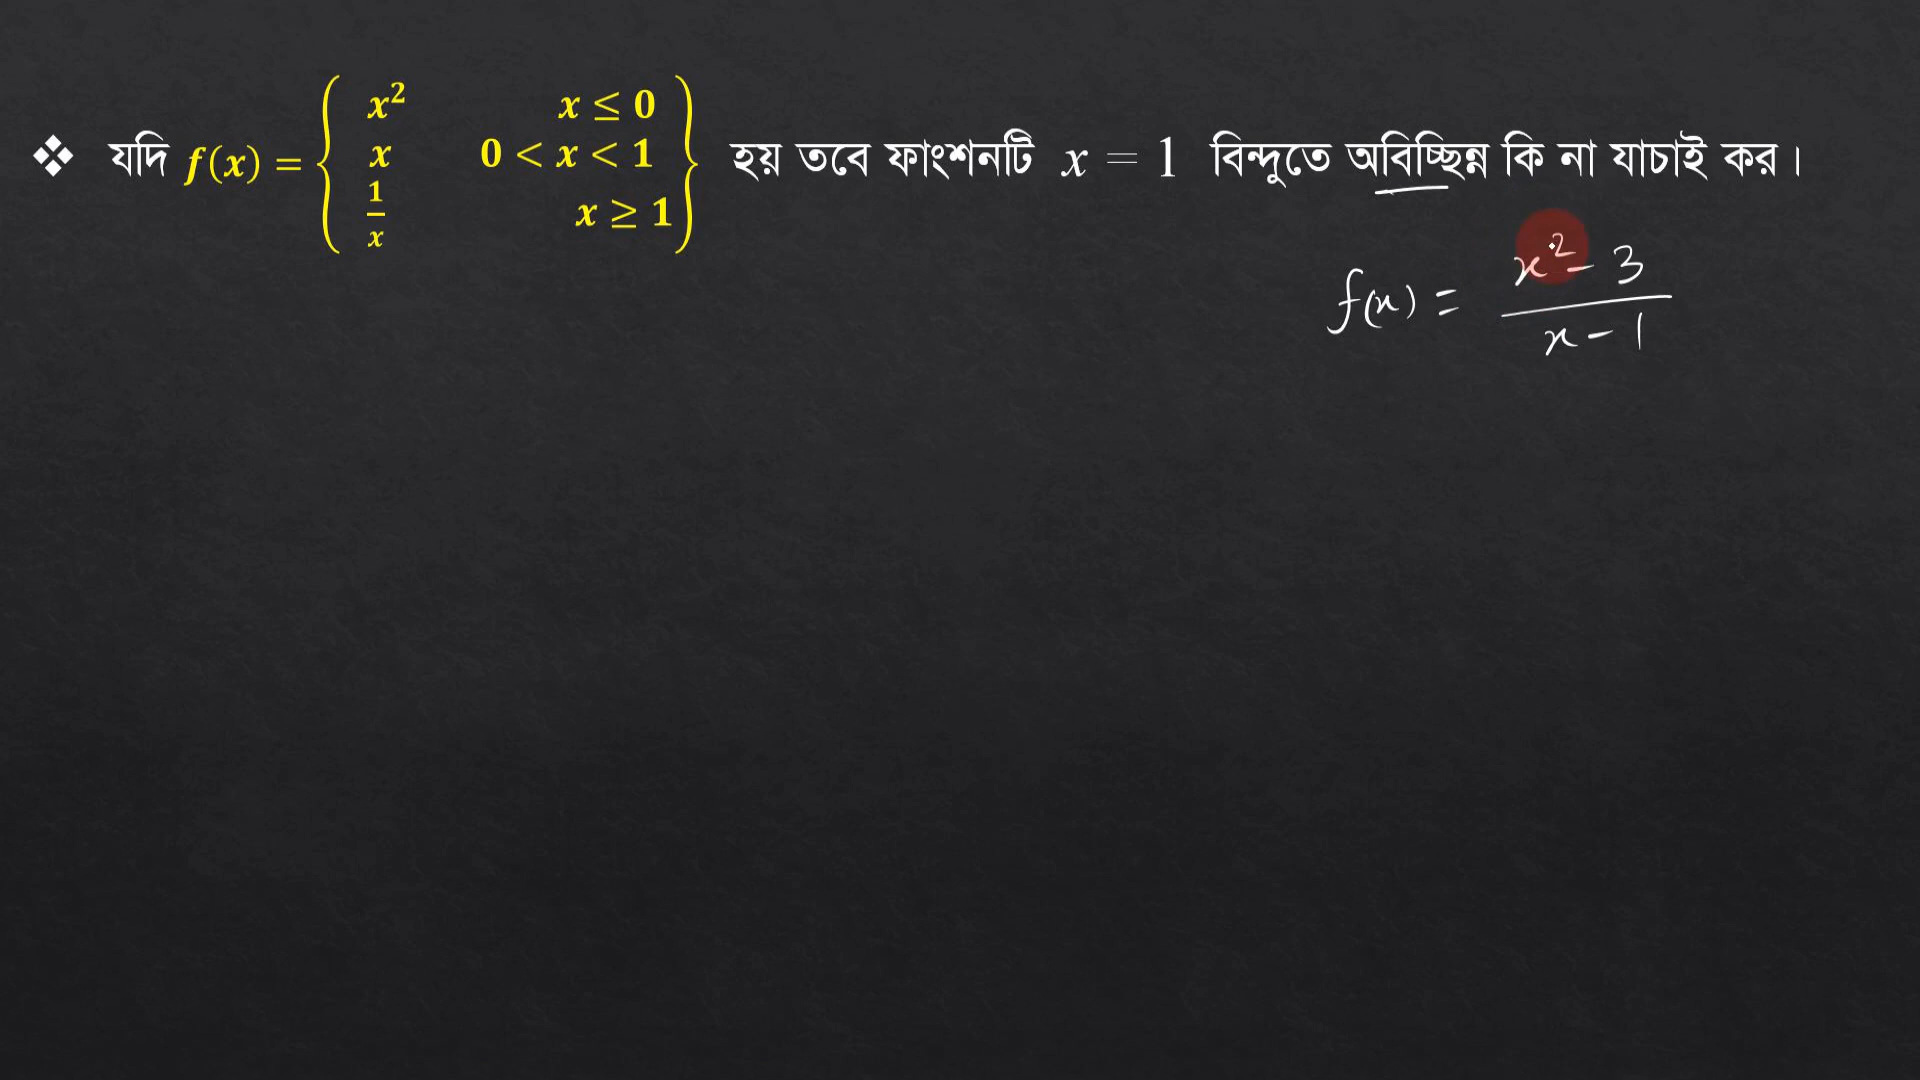 ❖ যদি f(x) = { x² x ≤ 0
x 0 < x < 1
1/x x ≥ 1 } হয় তবে ফাংশনটি x = 1 বিন্দুতে অবিচ্ছিন্ন কি না যাচাই কর।
f(x) = (x² - 3)/(x - 1)